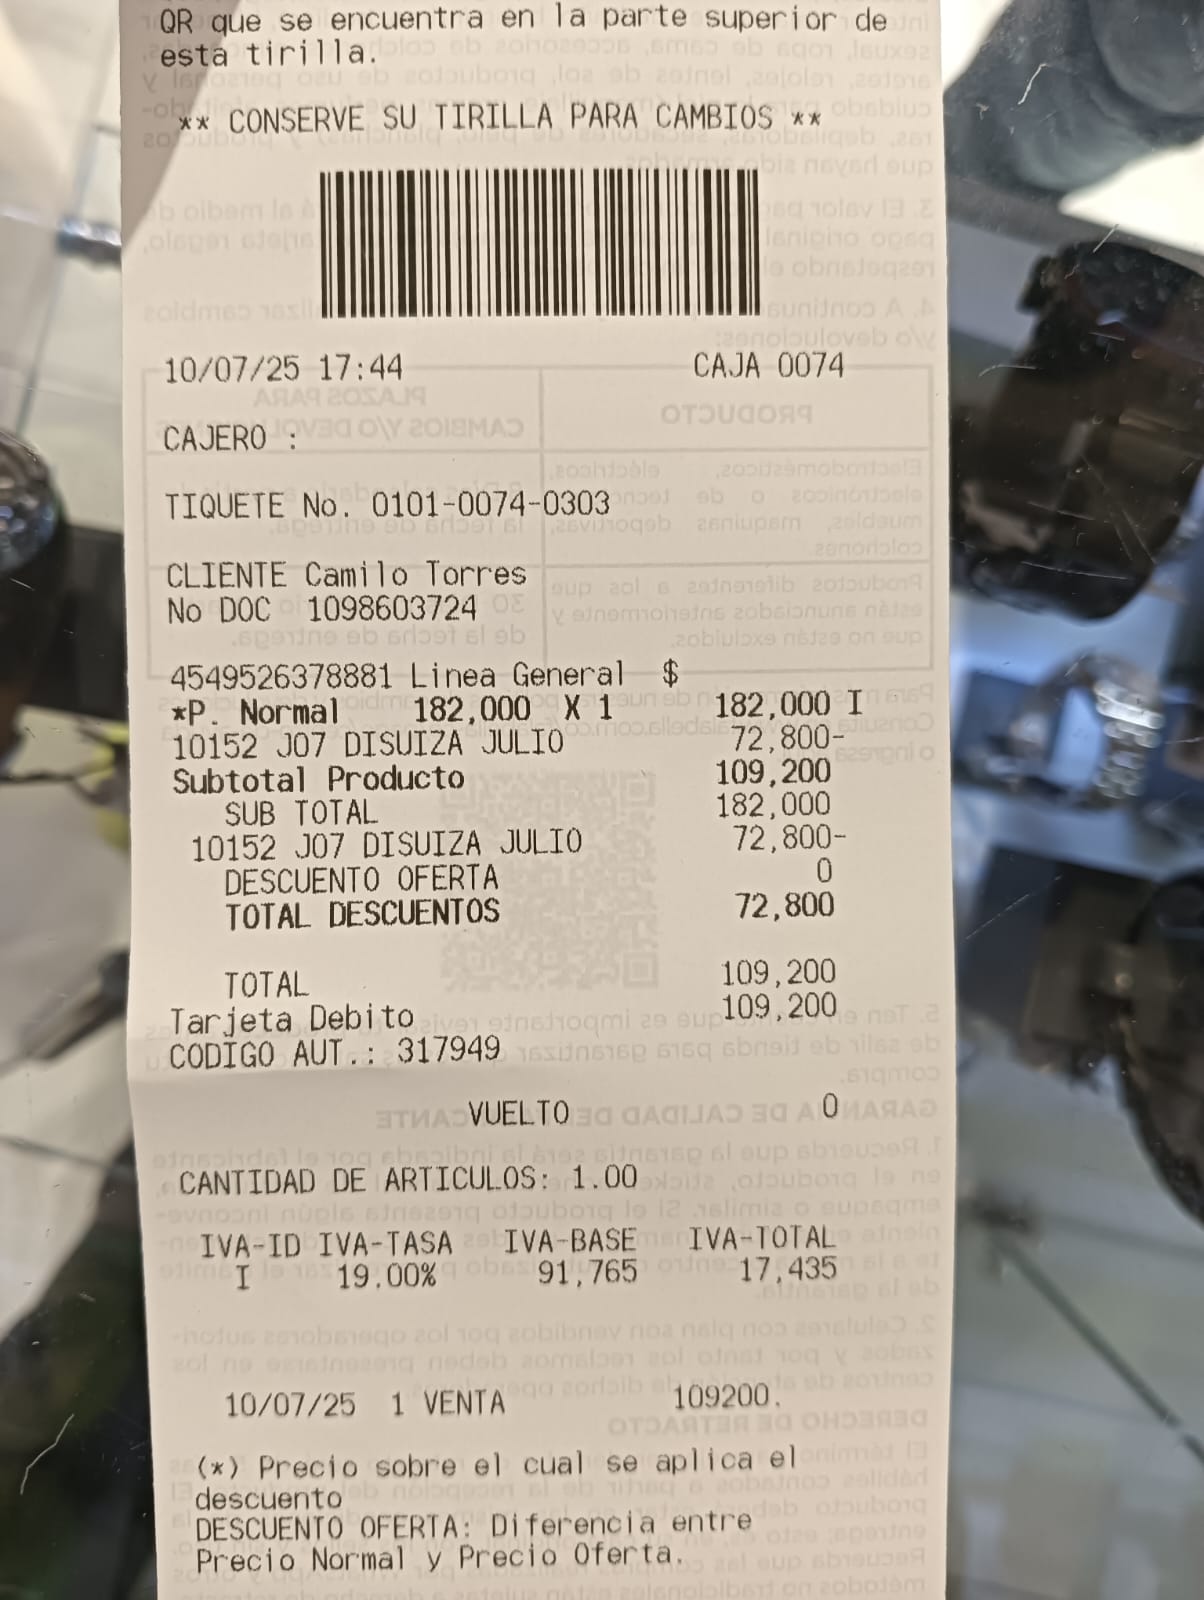 QR que se encuentra en la parte superior de
esta tirilla.
** CONSERVE SU TIRILLA PARA CAMBIOS **
10/07/25 17:44 CAJA 0074
CAJERO :
TIQUETE No. 0101-0074-0303
CLIENTE Camilo Torres
No DOC 1098603724
4549526378881 Linea General $
*P. Normal 182,000 X 1 182,000 I
10152 J07 DISUIZA JULIO 72,800-
Subtotal Producto 109,200
SUB TOTAL 182,000
10152 J07 DISUIZA JULIO 72,800-
DESCUENTO OFERTA 0
TOTAL DESCUENTOS 72,800
TOTAL 109,200
Tarjeta Debito 109,200
CODIGO AUT.: 317949
VUELTO 0
CANTIDAD DE ARTICULOS: 1.00
IVA-ID IVA-TASA IVA-BASE IVA-TOTAL
I 19.00% 91,765 17,435
10/07/25 1 VENTA 109200.
(*) Precio sobre el cual se aplica el
descuento
DESCUENTO OFERTA: Diferencia entre
Precio Normal y Precio Oferta.